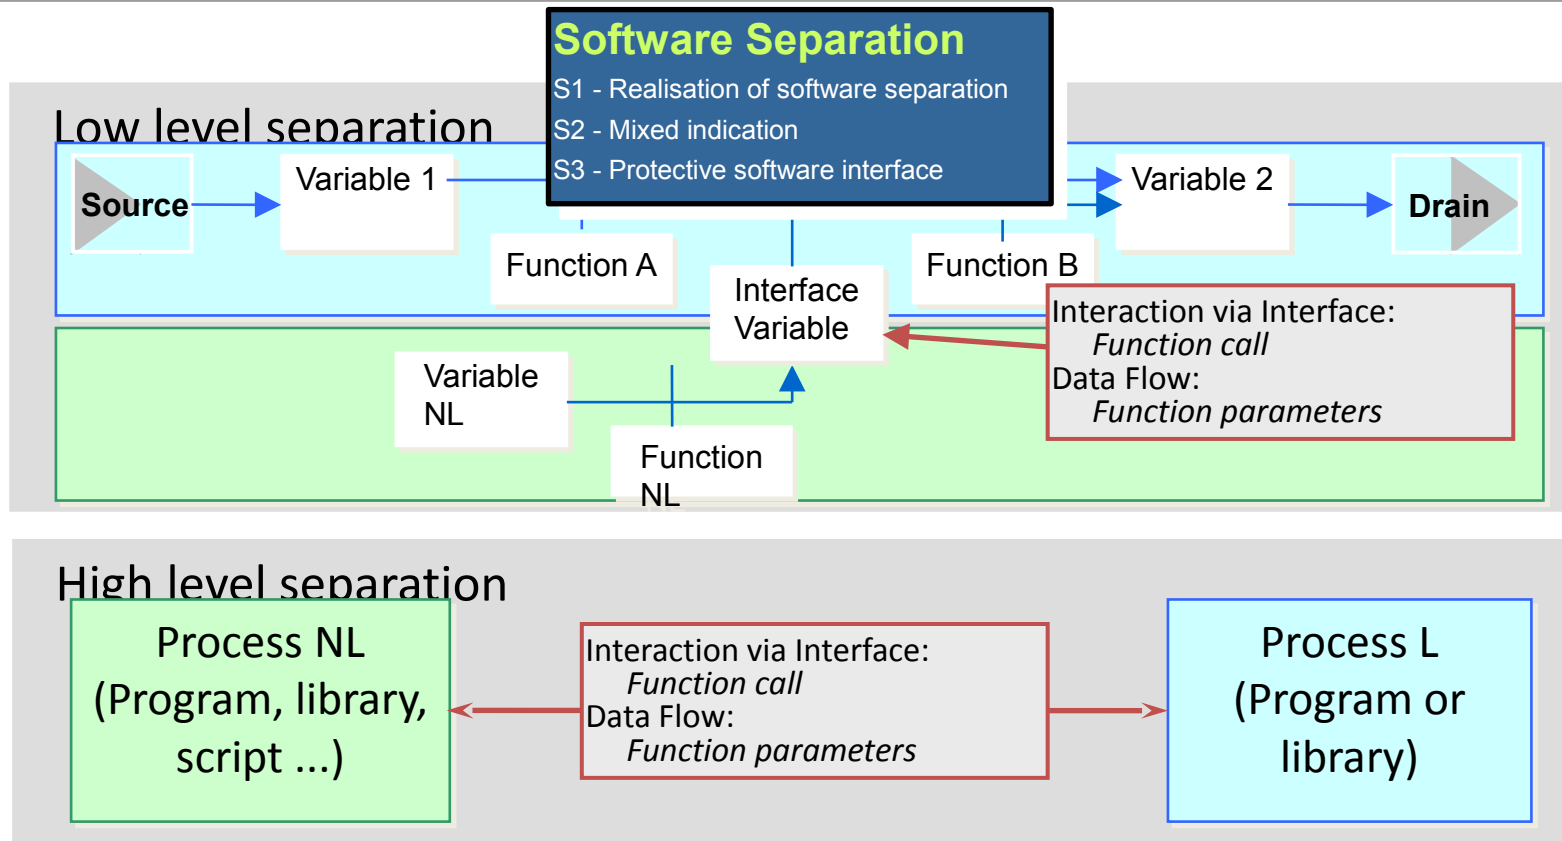 Software Separation
S1 - Realisation of software separation
S2 - Mixed indication
S3 - Protective software interface
Low level separation
Source
Variable 1
Variable 2
Drain
Function A
Function B
Interface
Variable
Interaction via Interface:
Function call
Data Flow:
Function parameters
Variable
NL
Function
NL
High level separation
Process NL
(Program, library,
script ...)
Interaction via Interface:
Function call
Data Flow:
Function parameters
Process L
(Program or
library)